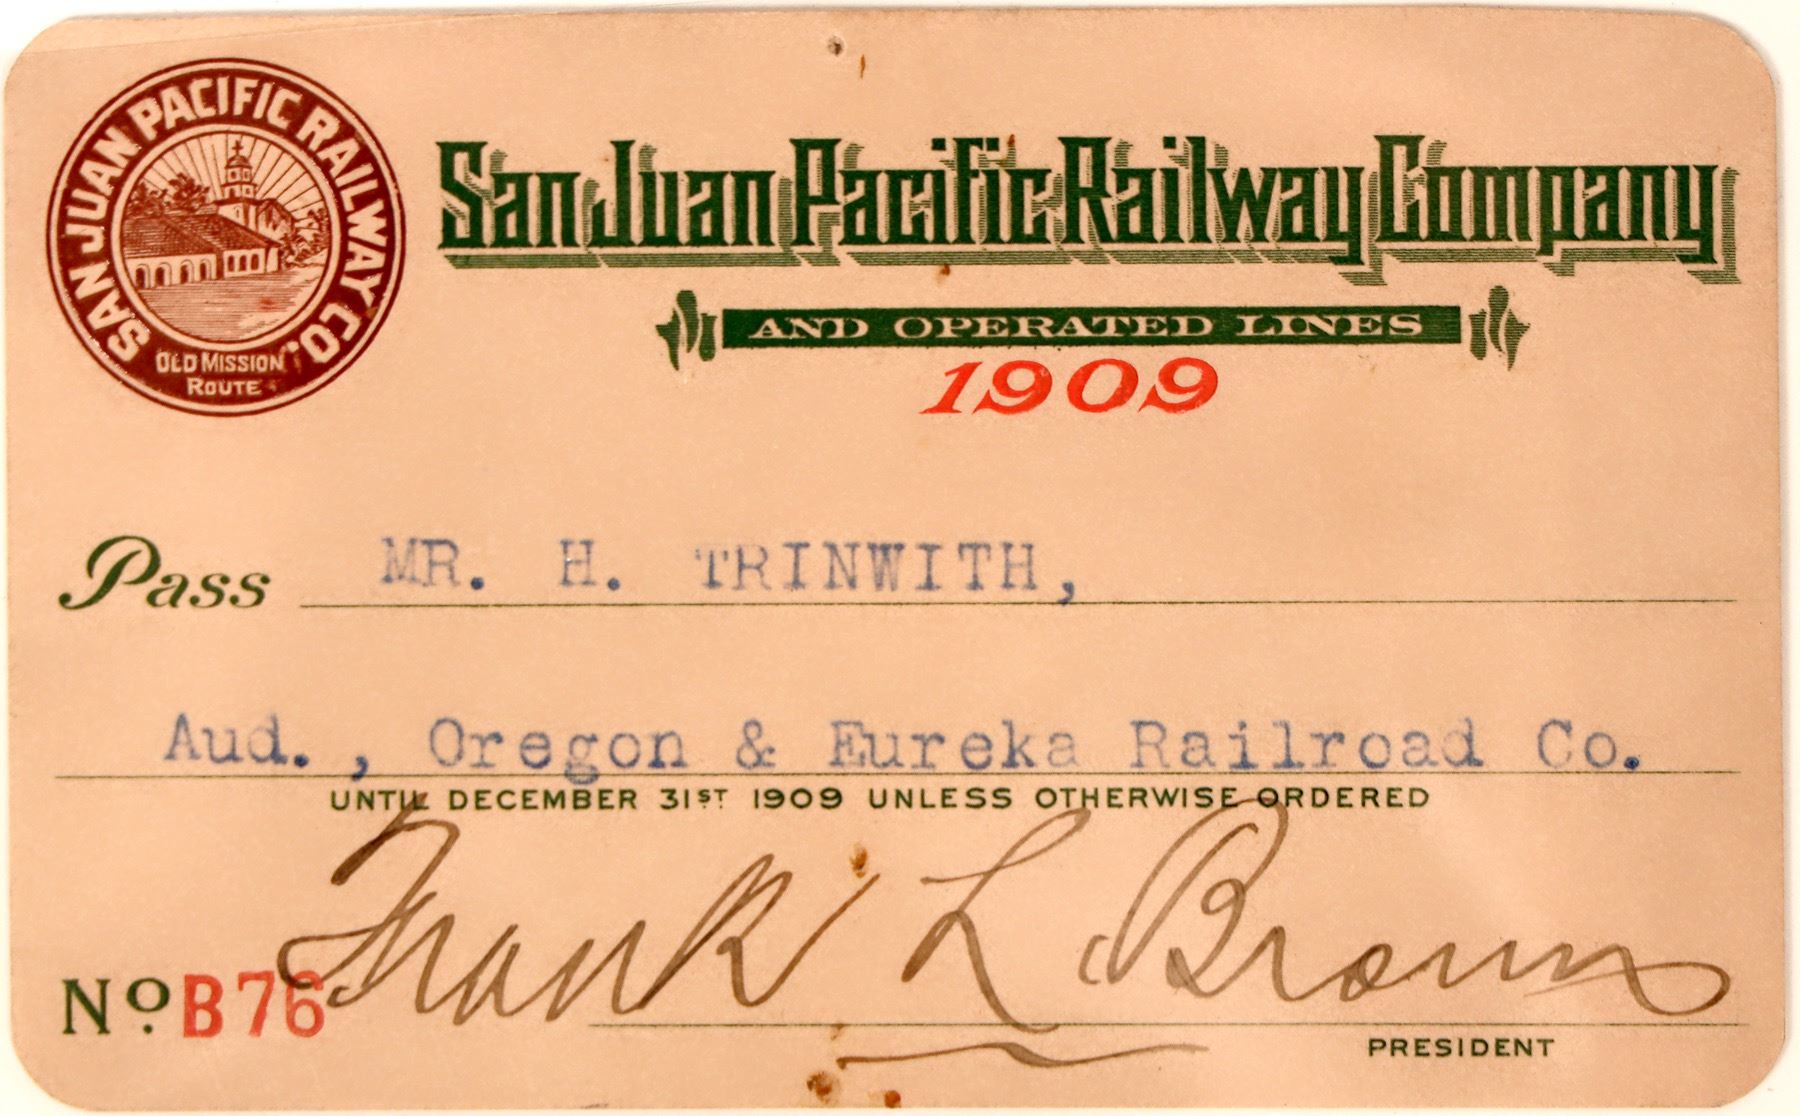 SAN JUAN PACIFIC RAILWAY CO.
OLD MISSION
ROUTE
San Juan Pacific Railway Company
AND OPERATED LINES
1909
Pass MR. H. TRINWITH,
Aud., Oregon & Eureka Railroad Co.
UNTIL DECEMBER 31ST 1909 UNLESS OTHERWISE ORDERED
Frank L Brown
No. B76
PRESIDENT